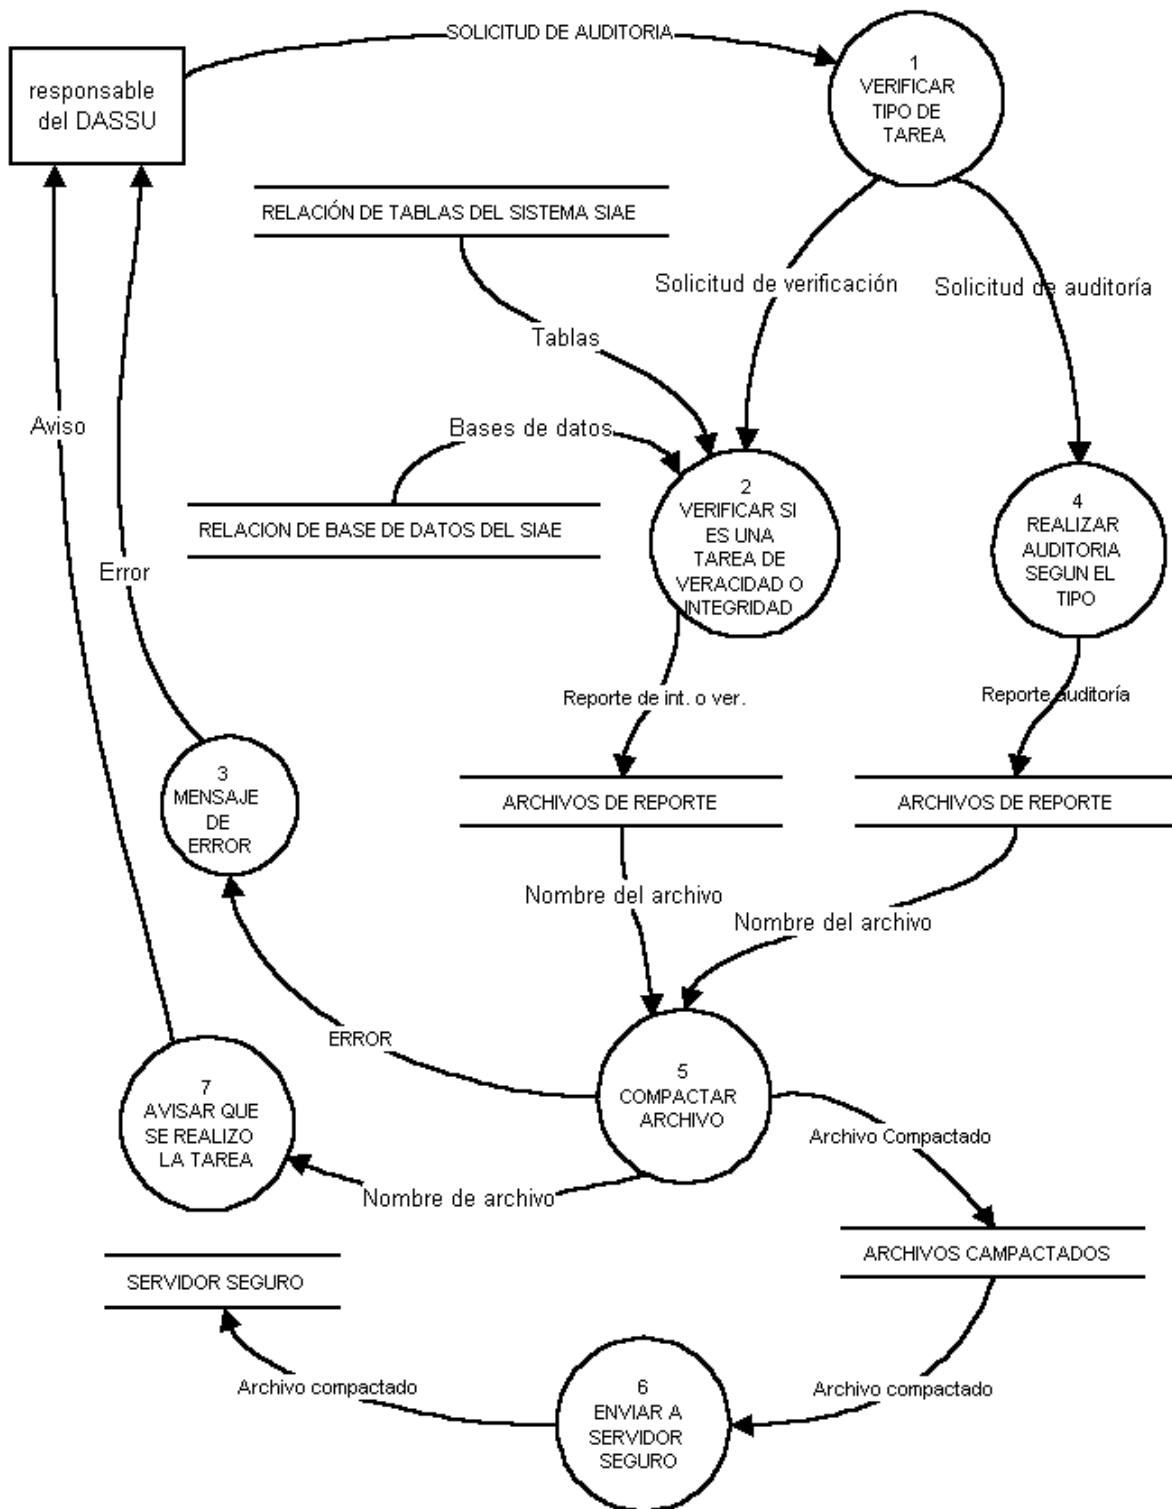 SOLICITUD DE AUDITORIA
responsable
del DASSU
1
VERIFICAR
TIPO DE
TAREA
RELACIÓN DE TABLAS DEL SISTEMA SIAE
Solicitud de verificación
Solicitud de auditoría
Tablas
Aviso
Bases de datos
RELACION DE BASE DE DATOS DEL SIAE
2
VERIFICAR SI
ES UNA
TAREA DE
VERACIDAD O
INTEGRIDAD
4
REALIZAR
AUDITORIA
SEGUN EL
TIPO
Error
Reporte de int. o ver.
Reporte auditoría
3
MENSAJE
DE
ERROR
ARCHIVOS DE REPORTE
ARCHIVOS DE REPORTE
Nombre del archivo
Nombre del archivo
ERROR
5
COMPACTAR
ARCHIVO
7
AVISAR QUE
SE REALIZO
LA TAREA
Archivo Compactado
Nombre de archivo
ARCHIVOS CAMPACTADOS
SERVIDOR SEGURO
Archivo compactado
Archivo compactado
6
ENVIAR A
SERVIDOR
SEGURO